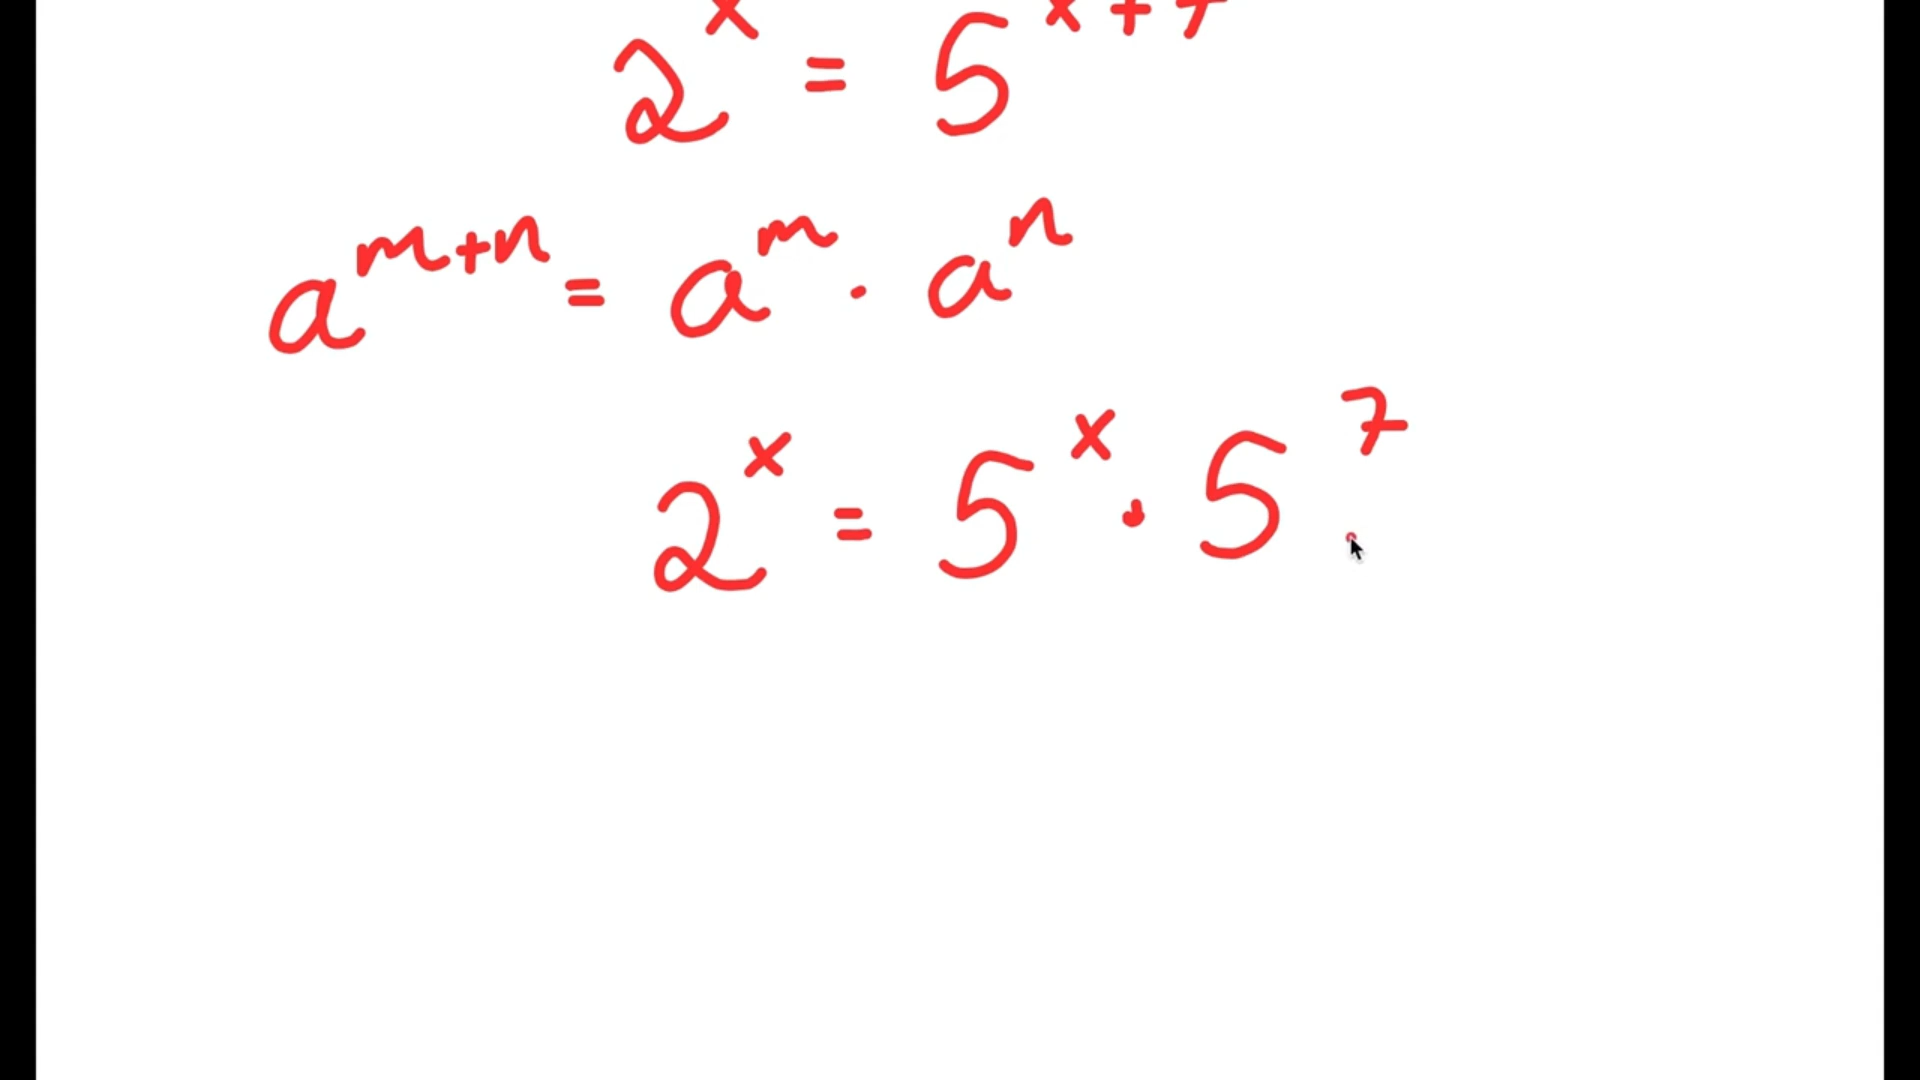 2^x = 5^x+7
a^m+n = a^m · a^n
2^x = 5^x · 5^7